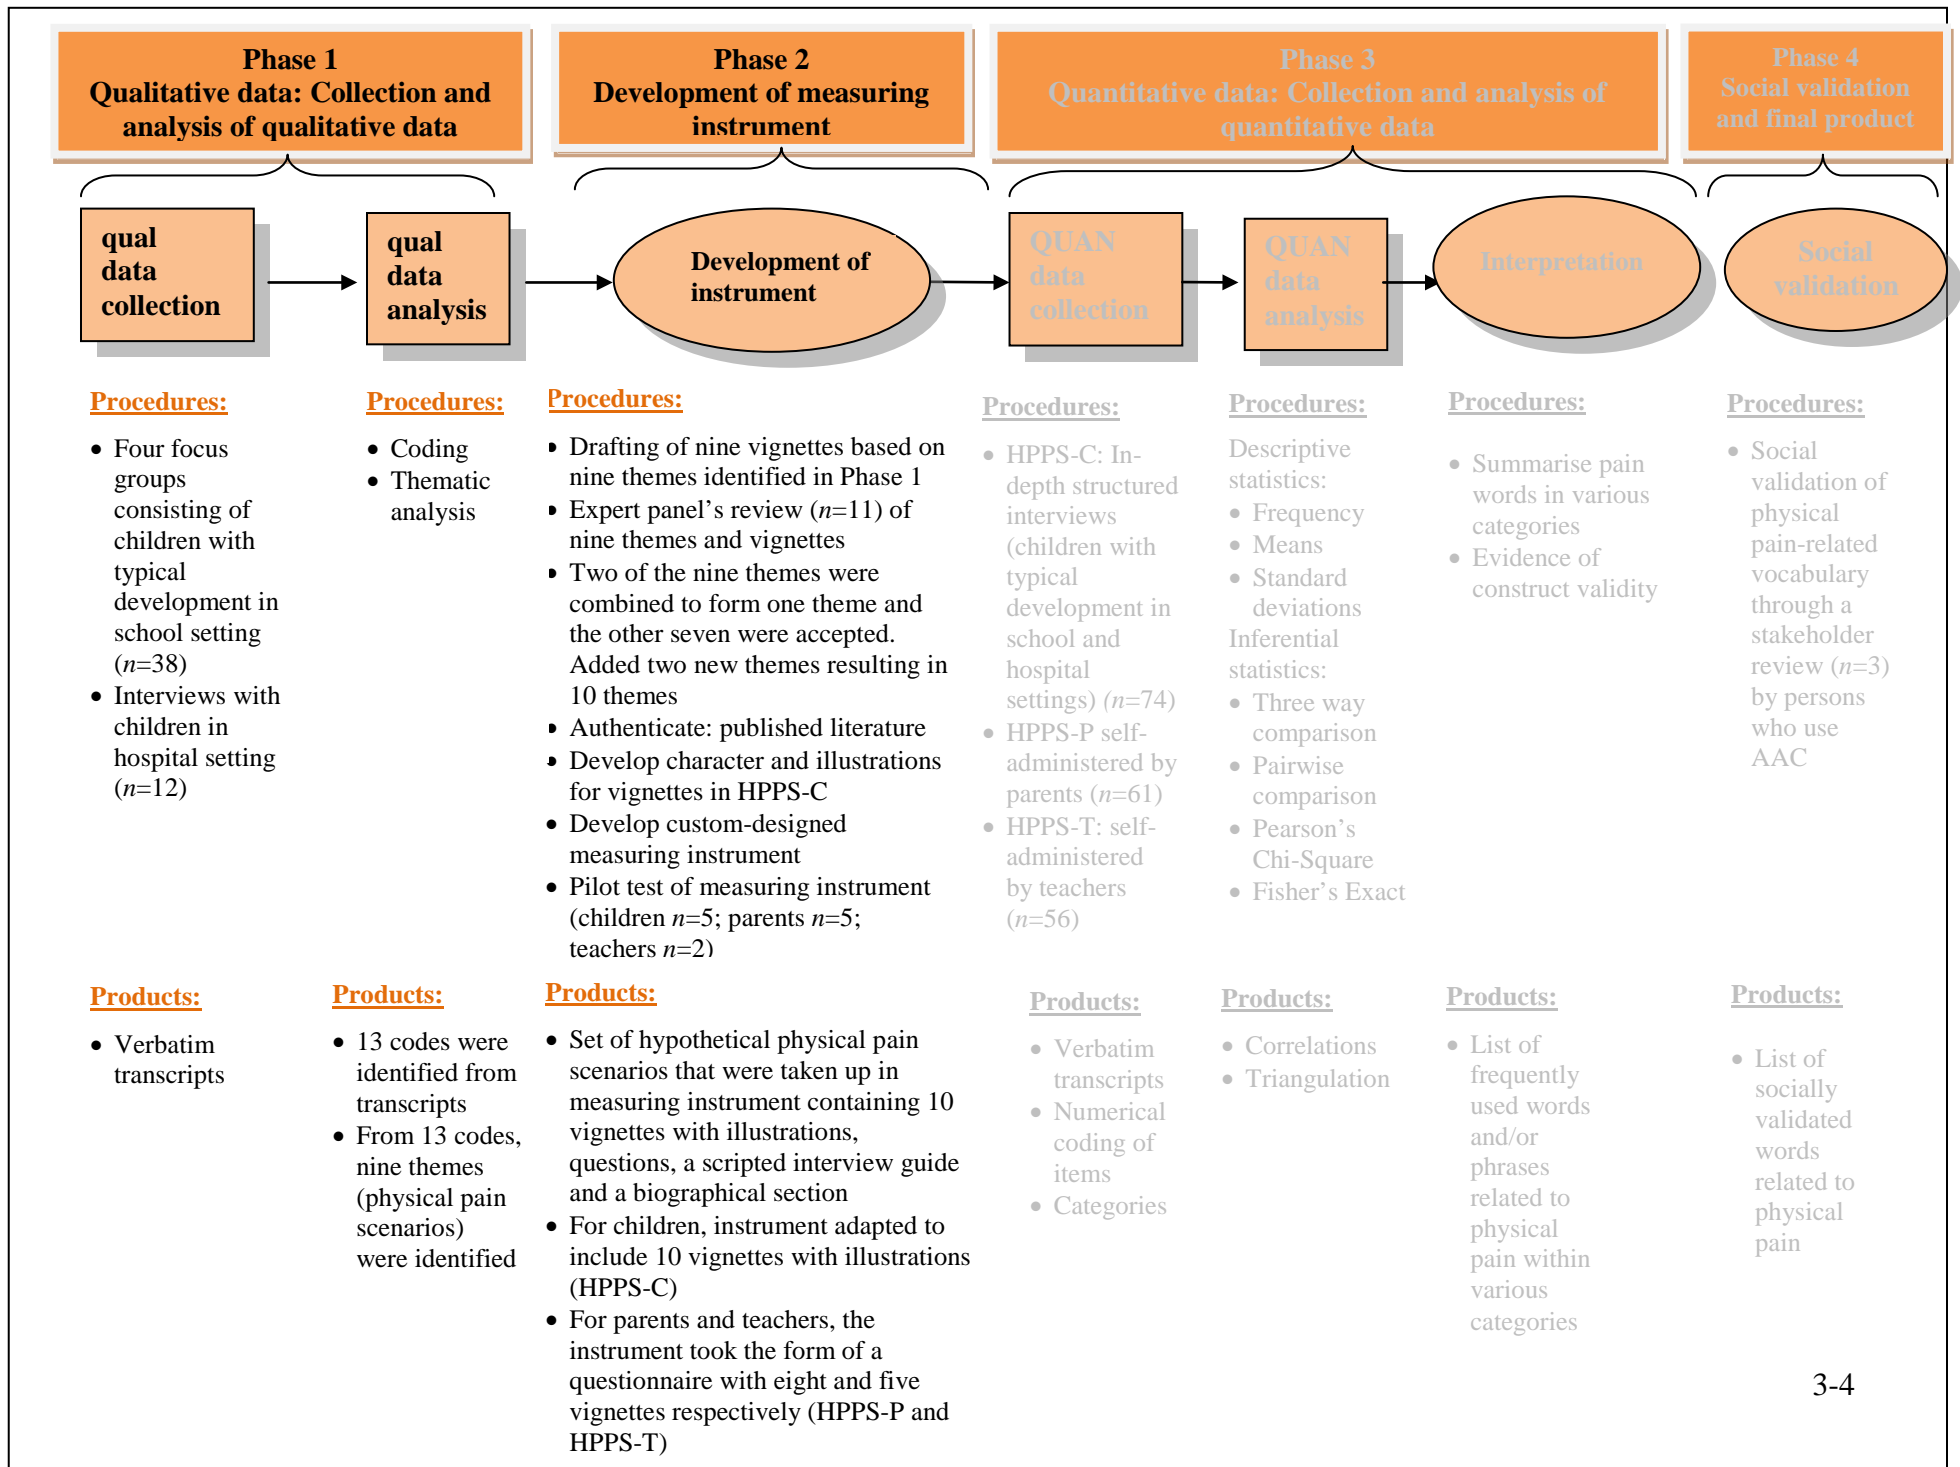 Phase 1
Qualitative data: Collection and
analysis of qualitative data
Phase 2
Development of measuring
instrument
Phase 3
Quantitative data: Collection and analysis of
quantitative data
Phase 4
Social validation
and final product
qual
data
collection
qual
data
analysis
Development of
instrument
QUAN
data
collection
QUAN
data
analysis
Interpretation
Social
validation
Procedures:
• Four focus
groups
consisting of
children with
typical
development in
school setting
(n=38)
• Interviews with
children in
hospital setting
(n=12)
Procedures:
• Coding
• Thematic
analysis
Procedures:
• Drafting of nine vignettes based on
nine themes identified in Phase 1
• Expert panel's review (n=11) of
nine themes and vignettes
• Two of the nine themes were
combined to form one theme and
the other seven were accepted.
Added two new themes resulting in
10 themes
• Authenticate: published literature
• Develop character and illustrations
for vignettes in HPPS-C
• Develop custom-designed
measuring instrument
• Pilot test of measuring instrument
(children n=5; parents n=5;
teachers n=2)
Procedures:
• HPPS-C: In-
depth structured
interviews
(children with
typical
development in
school and
hospital
settings) (n=74)
• HPPS-P self-
administered by
parents (n=61)
• HPPS-T: self-
administered
by teachers
(n=56)
Procedures:
Descriptive
statistics:
• Frequency
• Means
• Standard
deviations
Inferential
statistics:
• Three way
comparison
• Pairwise
comparison
• Pearson's
Chi-Square
• Fisher's Exact
Procedures:
• Summarise pain
words in various
categories
• Evidence of
construct validity
Procedures:
• Social
validation of
physical
pain-related
vocabulary
through a
stakeholder
review (n=3)
by persons
who use
AAC
Products:
• Verbatim
transcripts
Products:
• 13 codes were
identified from
transcripts
• From 13 codes,
nine themes
(physical pain
scenarios)
were identified
Products:
• Set of hypothetical physical pain
scenarios that were taken up in
measuring instrument containing 10
vignettes with illustrations,
questions, a scripted interview guide
and a biographical section
• For children, instrument adapted to
include 10 vignettes with illustrations
(HPPS-C)
• For parents and teachers, the
instrument took the form of a
questionnaire with eight and five
vignettes respectively (HPPS-P and
HPPS-T)
Products:
• Verbatim
transcripts
• Numerical
coding of
items
• Categories
Products:
• Correlations
• Triangulation
Products:
• List of
frequently
used words
and/or
phrases
related to
physical
pain within
various
categories
Products:
• List of
socially
validated
words
related to
physical
pain
3-4